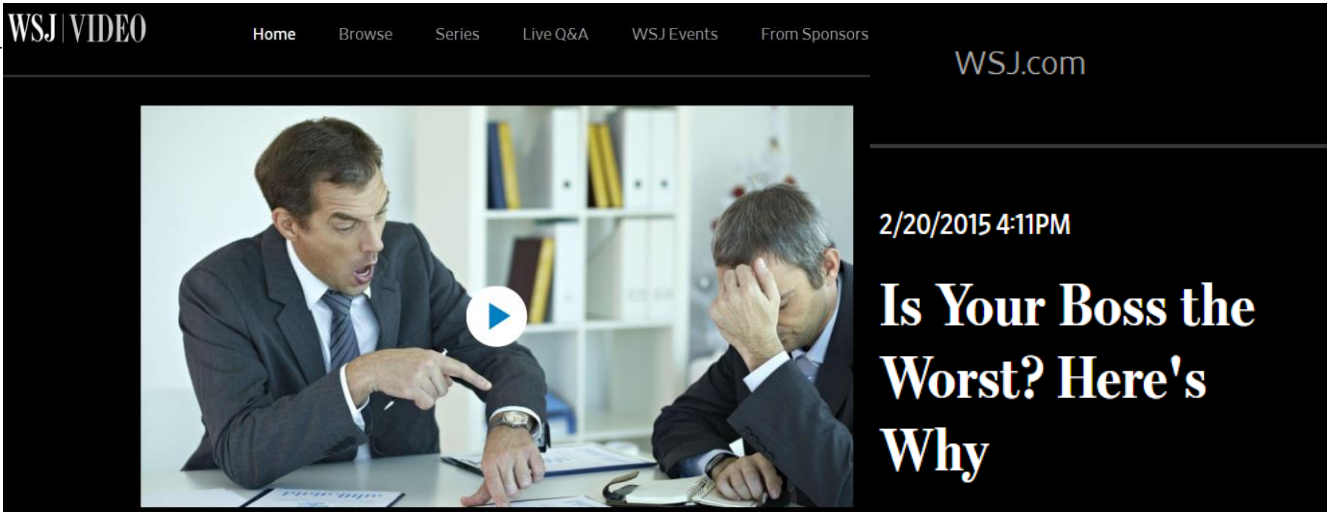 WSJ | VIDEO
Home Browse Series Live Q&A WSJ Events From Sponsors
WSJ.com
2/20/2015 4:11PM
Is Your Boss the
Worst? Here's
Why